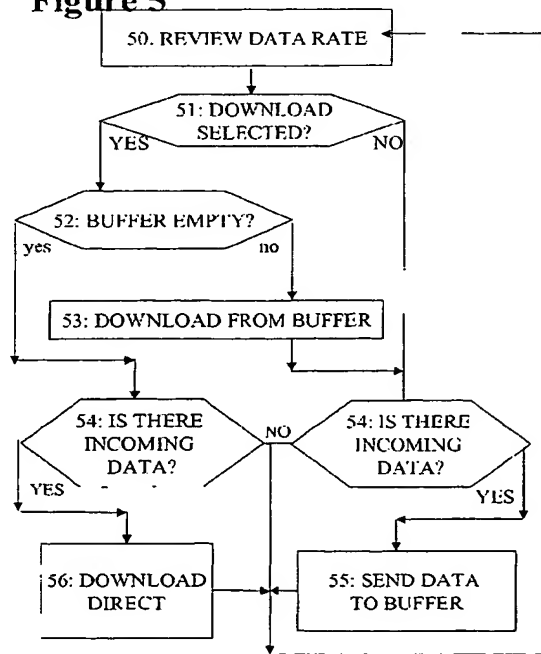 Figure 5
50. REVIEW DATA RATE
51: DOWNLOAD
SELECTED?
YES
NO
52: BUFFER EMPTY?
yes
no
53: DOWNLOAD FROM BUFFER
54: IS THERE
INCOMING
DATA?
NO
54: IS THERE
INCOMING
DATA?
YES
YES
56: DOWNLOAD
DIRECT
55: SEND DATA
TO BUFFER